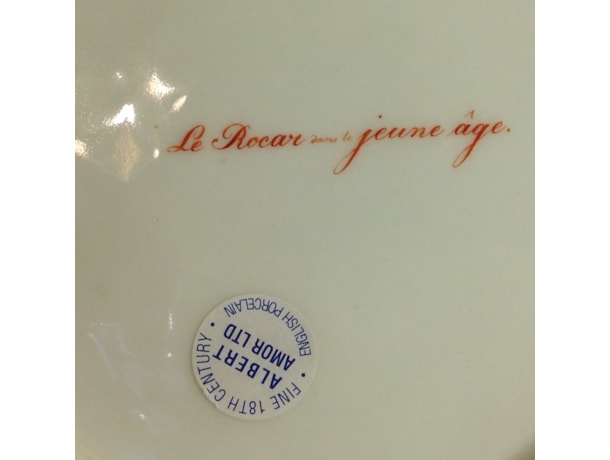 Le Rocar dans le jeune âge.
ALBERT
AMOR LTD
• FINE 18TH CENTURY •
ENGLISH PORCELAIN